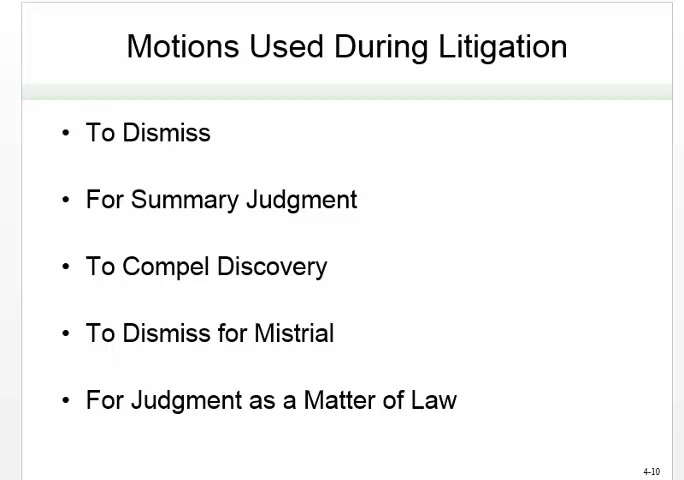 Motions Used During Litigation
• To Dismiss
• For Summary Judgment
• To Compel Discovery
• To Dismiss for Mistrial
• For Judgment as a Matter of Law
4-10